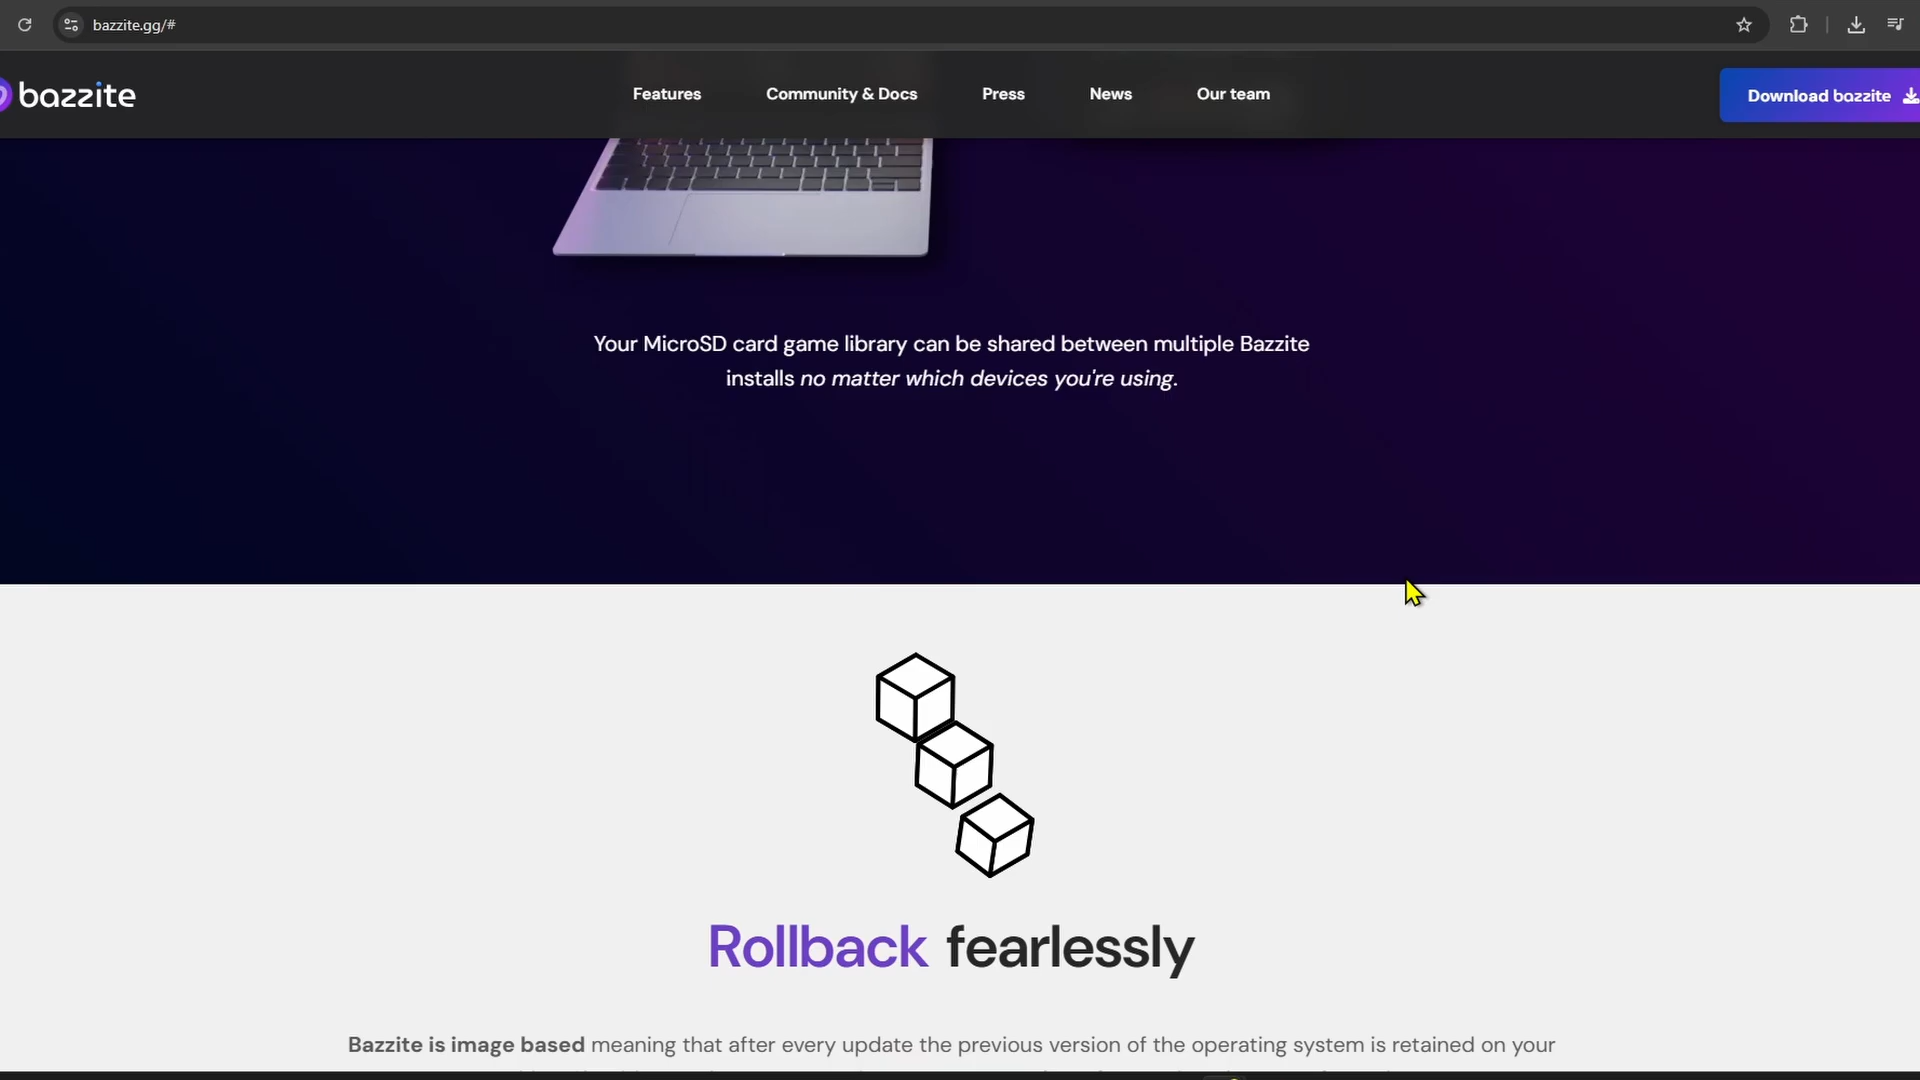 bazzite.gg/#
bazzite
Features
Community & Docs
Press
News
Our team
Download bazzite
Your MicroSD card game library can be shared between multiple Bazzite
installs no matter which devices you're using.
Rollback fearlessly
Bazzite is image based meaning that after every update the previous version of the operating system is retained on your